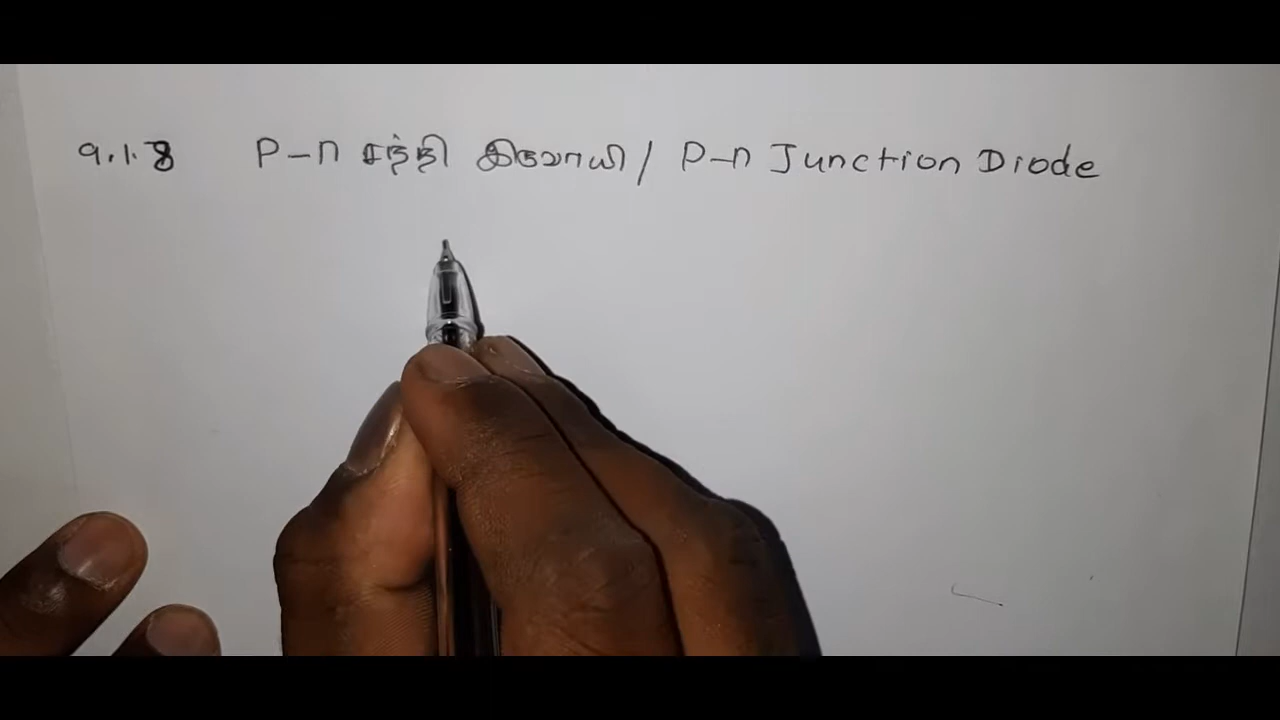 9.1.8 P-n சந்தி இருவாயி / p-n Junction Diode